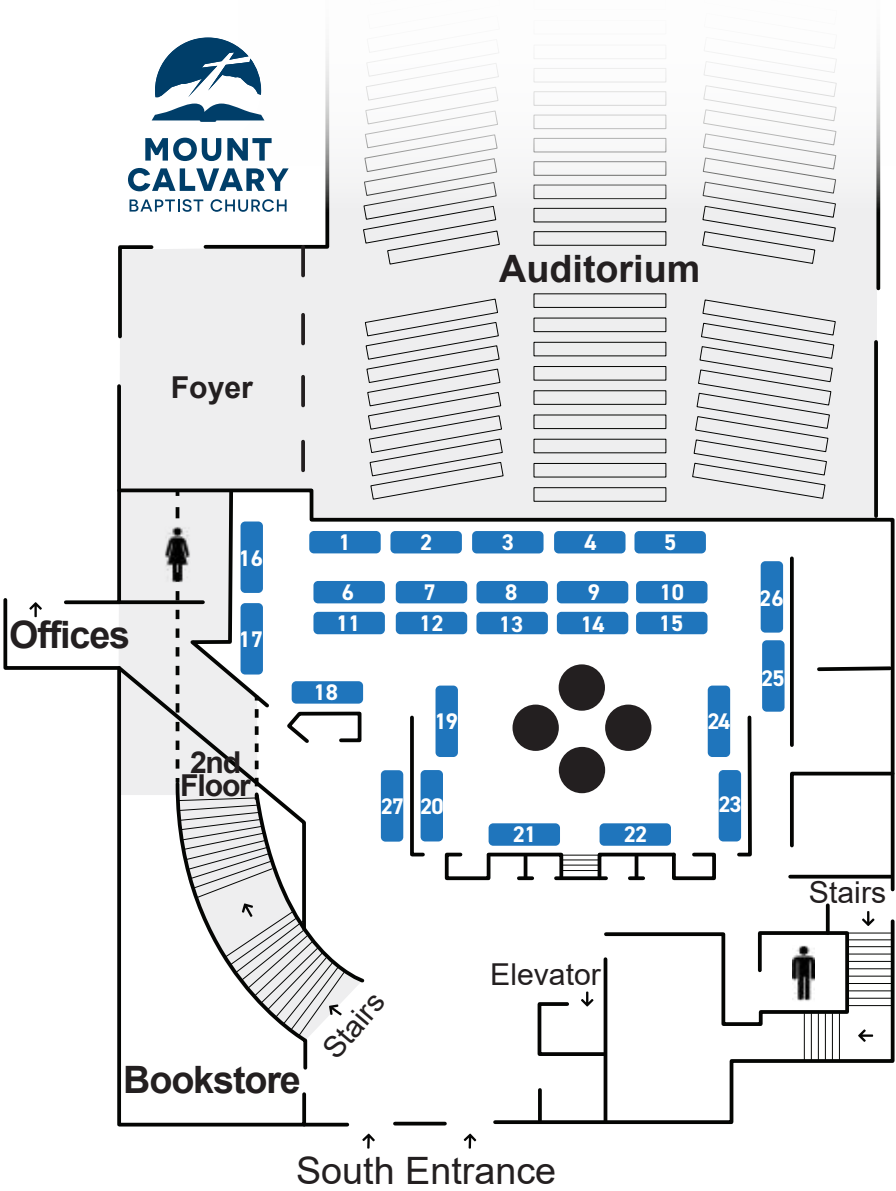 MOUNT
CALVARY
BAPTIST CHURCH
Auditorium
Foyer
1 2 3 4 5
16
6 7 8 9 10
26
11 12 13 14 15
17
Offices
25
18
19
24
2nd
Floor
27 20
23
21 22
Stairs
Elevator
Stairs
Bookstore
South Entrance